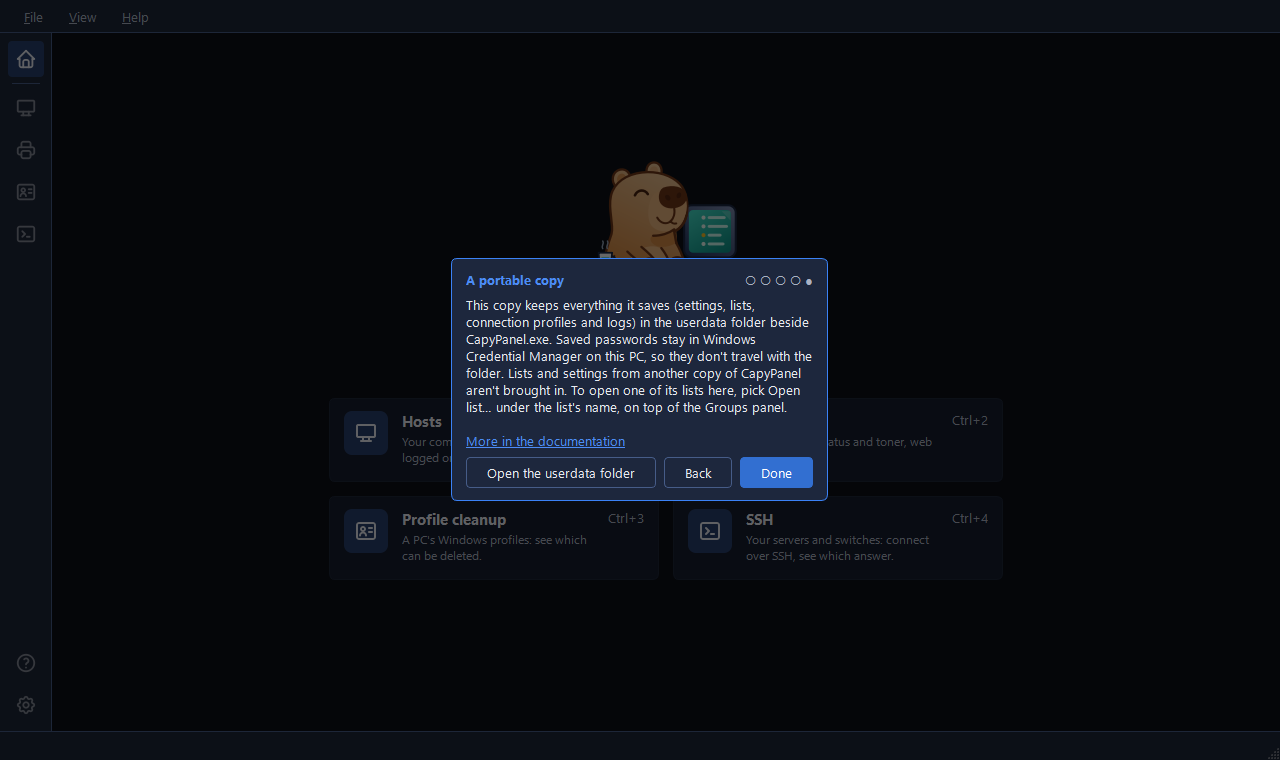 File View Help
A portable copy
This copy keeps everything it saves (settings, lists,
connection profiles and logs) in the userdata folder beside
CapyPanel.exe. Saved passwords stay in Windows
Credential Manager on this PC, so they don't travel with the
folder. Lists and settings from another copy of CapyPanel
aren't brought in. To open one of its lists here, pick Open
list... under the list's name, on top of the Groups panel.
More in the documentation
Open the userdata folder Back Done
Hosts
Your
logged
Ctrl+2
and toner, web
Profile cleanup Ctrl+3
A PC's Windows profiles: see which
can be deleted.
SSH Ctrl+4
Your servers and switches: connect
over SSH, see which answer.